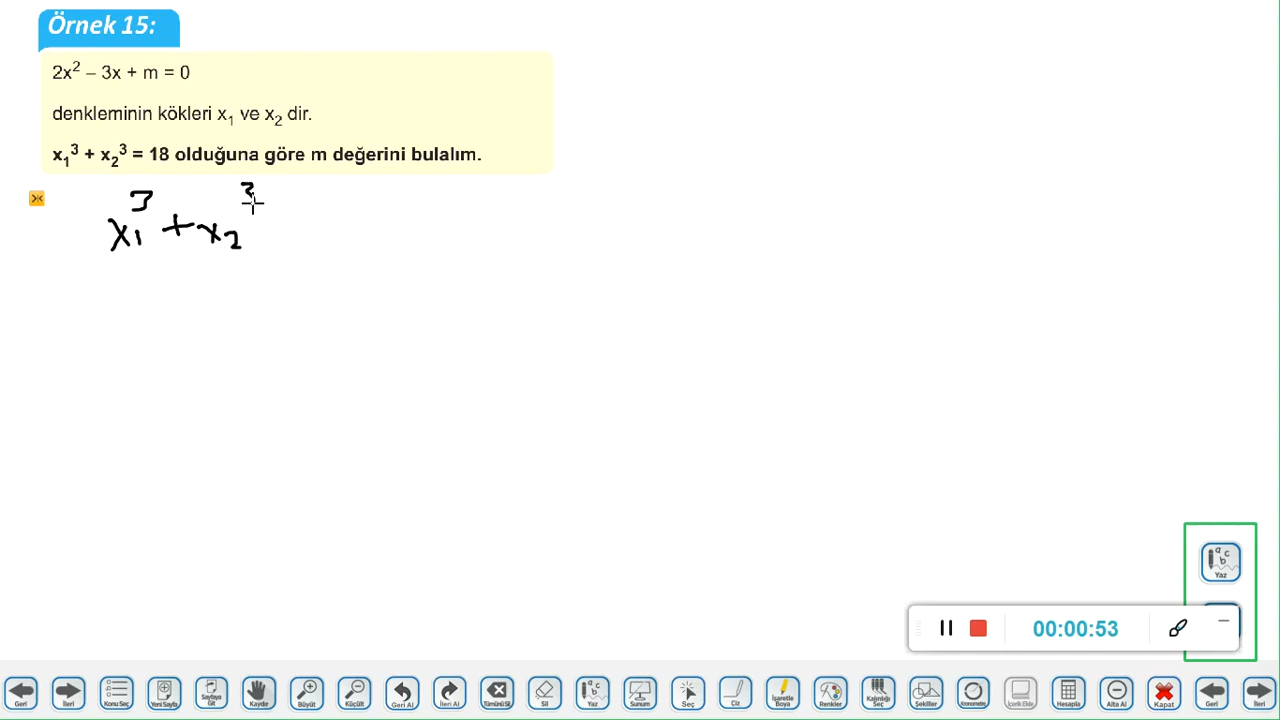 Örnek 15:
2x² – 3x + m = 0
denkleminin kökleri x₁ ve x₂ dir.
x₁³ + x₂³ = 18 olduğuna göre m değerini bulalım.
x₁³ + x₂³
a b c
Yaz
00:00:53
Geri İleri Konu Seç Yeni Sayfa Sayfaya Git Kaydır Büyüt Küçült Geri Al İleri Al Tümünü Sil Sil Yaz Sunum Seç Çiz İşaretle Boya Renkler Kalınlığı Seç Şekiller Kronometre İçerik Ekle Hesapla Alta Al Kapat Geri İleri